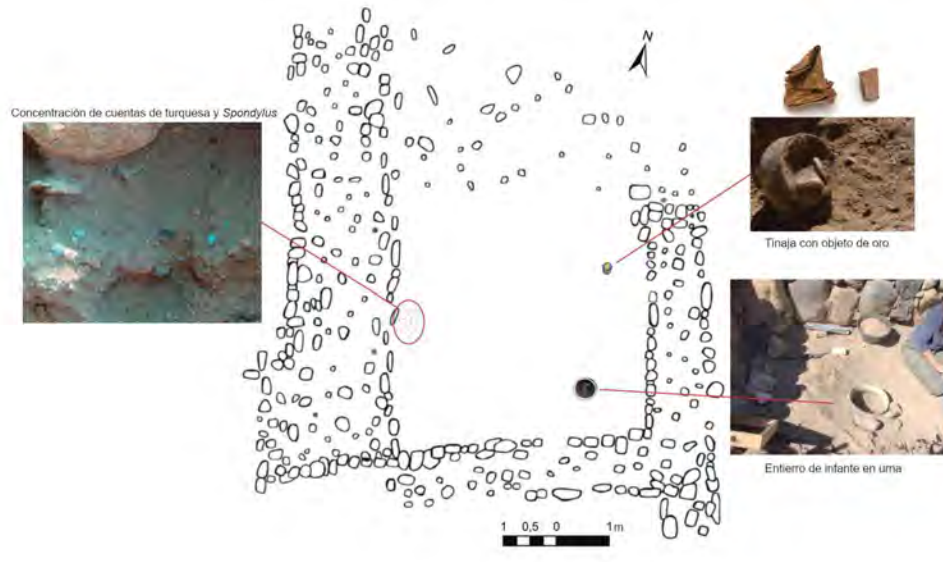 N
Concentración de cuentas de turquesa y Spondylus
Tinaja con objeto de oro
Entierro de infante en urna
1 0,5 0 1m